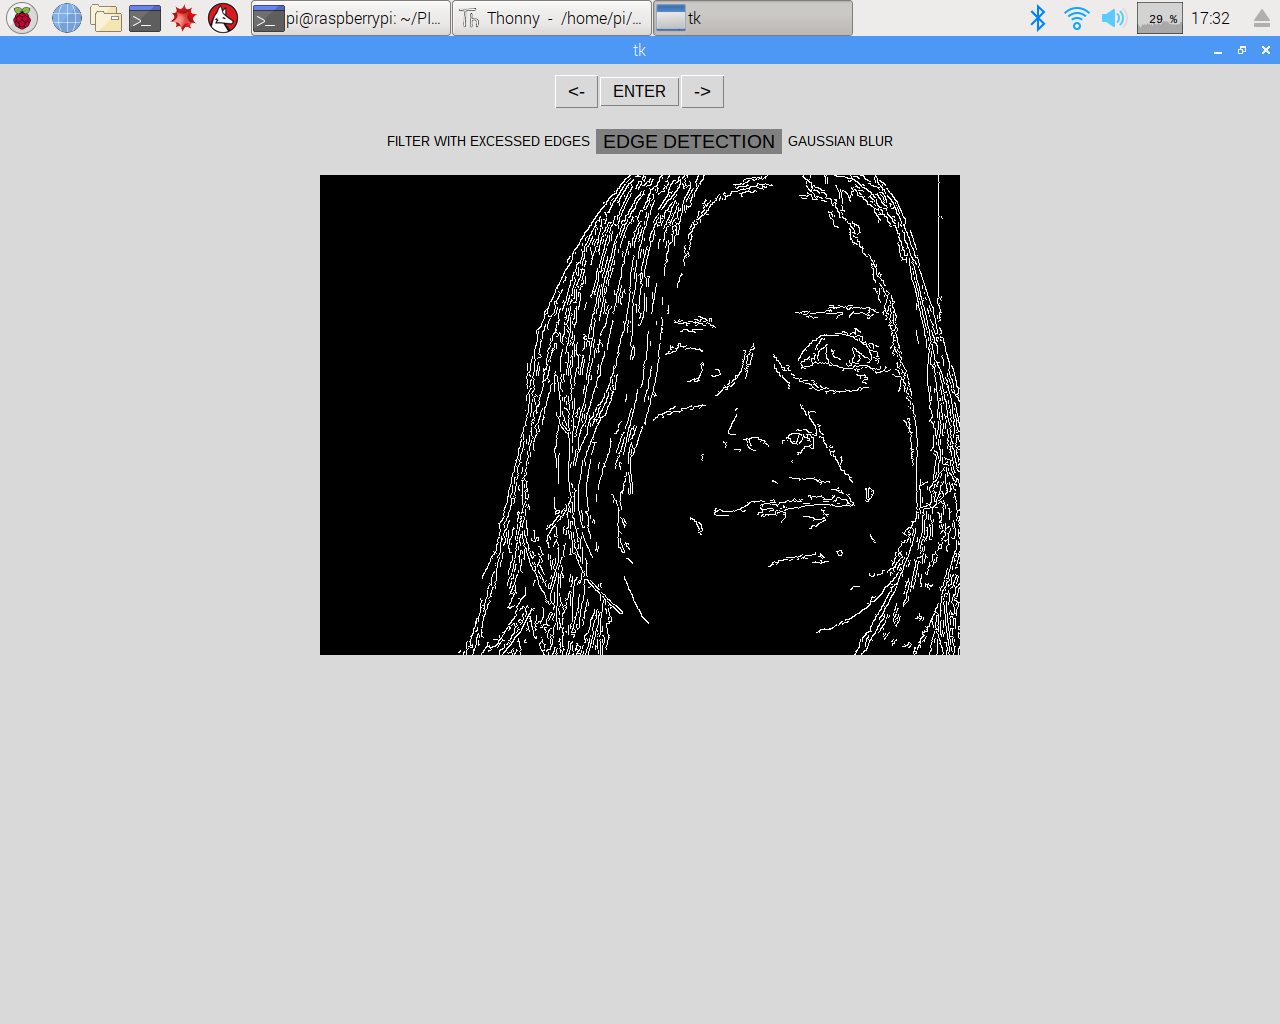 pi@raspberrypi: ~/PI... Thonny - /home/pi/... tk 29 % 17:32
tk
<- ENTER ->
FILTER WITH EXCESSED EDGES EDGE DETECTION GAUSSIAN BLUR